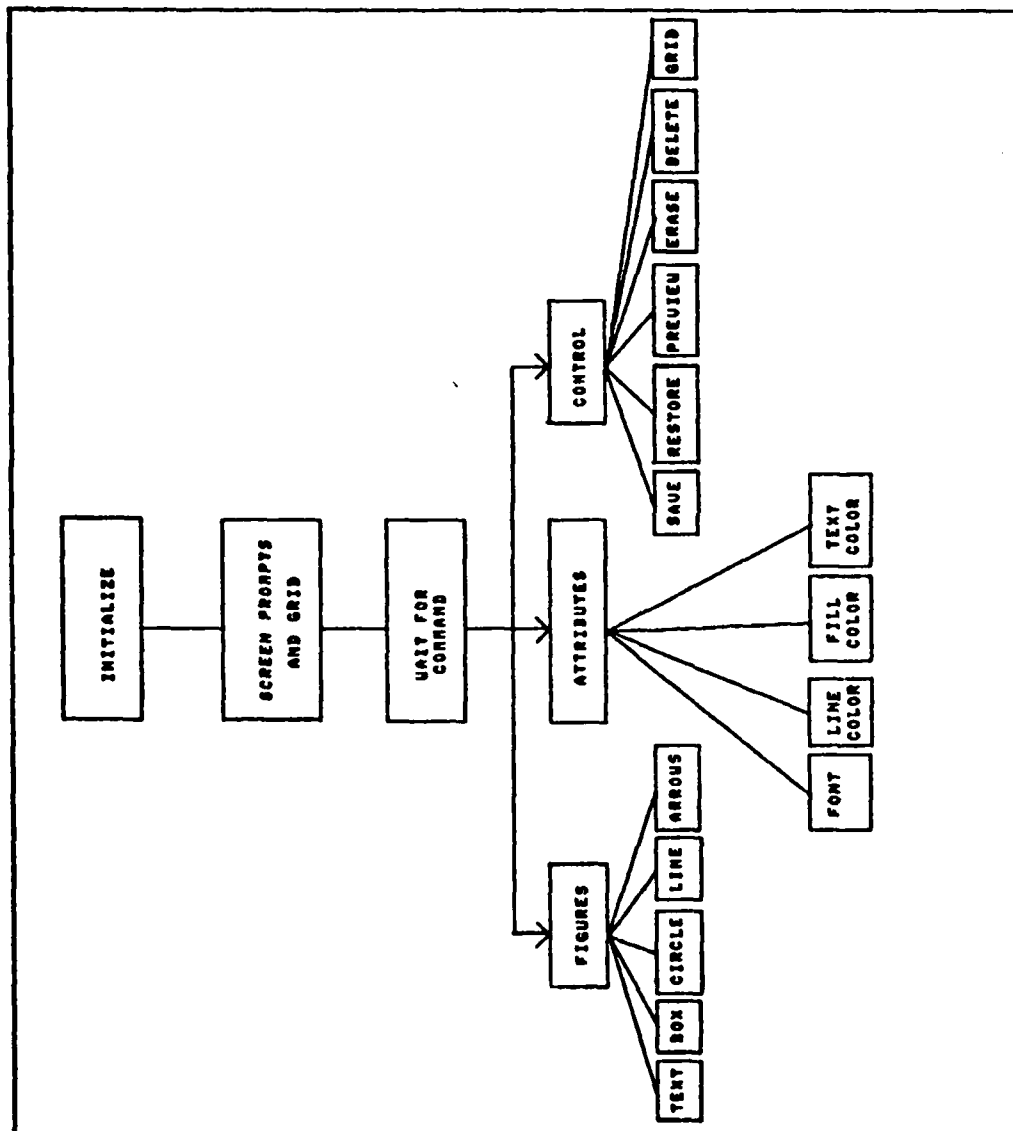 INITIALIZE
SCREEN PROMPTS
AND GRID
WAIT FOR
COMMAND
FIGURES
ATTRIBUTES
CONTROL
TEXT
BOX
CIRCLE
LINE
ARROWS
FONT
LINE
COLOR
FILL
COLOR
TEXT
COLOR
SAVE
RESTORE
PREVIEW
ERASE
DELETE
GRID